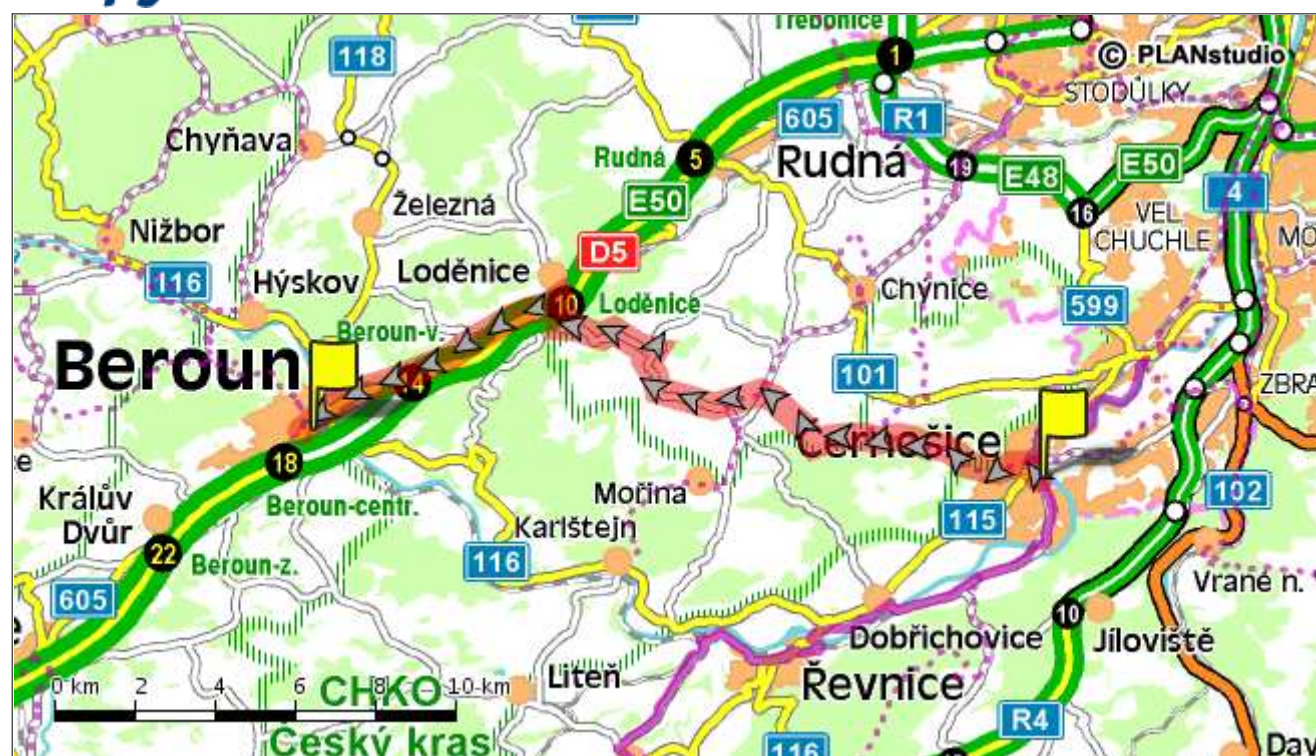 Třebonice
1
© PLANstudio
118
STODŮLKY
605
R1
Chyňava
Rudná
5
Rudná
19
E48
E50
E50
4
16
Železná
VEL
CHUCHLE
Nižbor
D5
116
Hýskov
Loděnice
10
Loděnice
Chýnice
599
Beroun-v.
Beroun
101
ZBRA
14
Černošice
18
Mořina
102
Králův
Dvůr
Beroun-centr.
Karlštejn
115
22
Beroun-z.
116
Vrané n.
605
10
Dobřichovice
Jíloviště
0 km
2
4
6
8
10 km
CHKO
Český kras
Liteň
Řevnice
R4
116
Dav